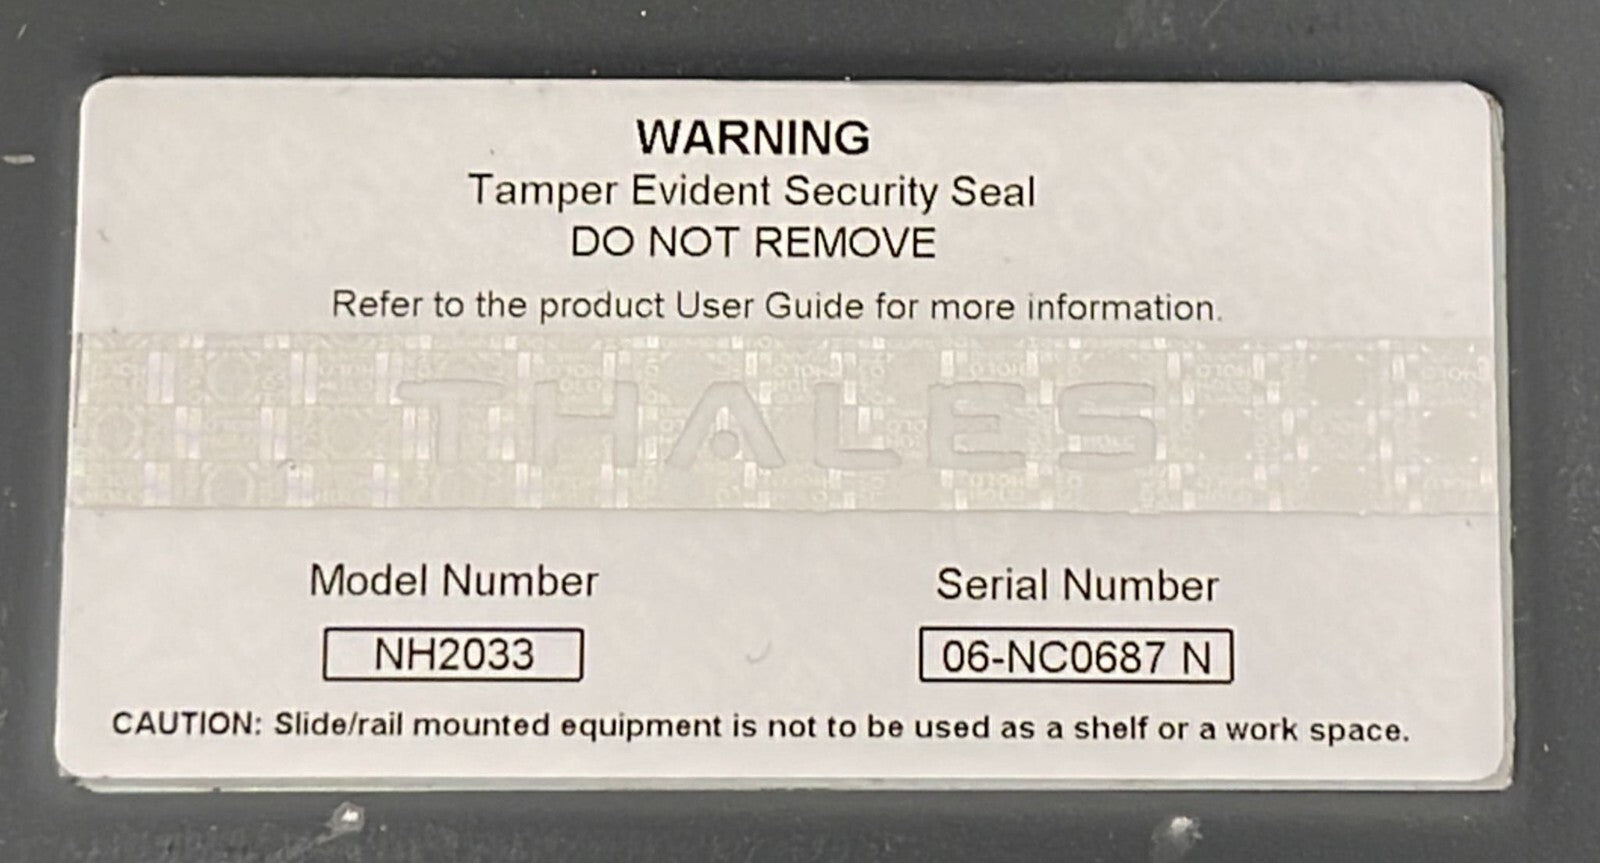 WARNING
Tamper Evident Security Seal
DO NOT REMOVE
Refer to the product User Guide for more information.
THALES
Model Number
Serial Number
NH2033
06-NC0687 N
CAUTION: Slide/rail mounted equipment is not to be used as a shelf or a work space.